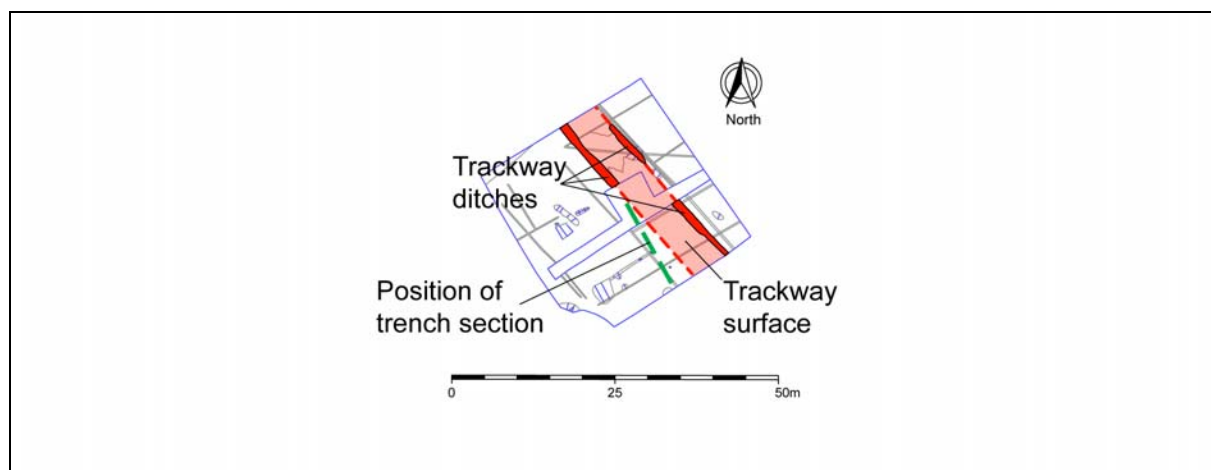 North
Trackway
ditches
Position of
trench section
Trackway
surface
0
25
50m